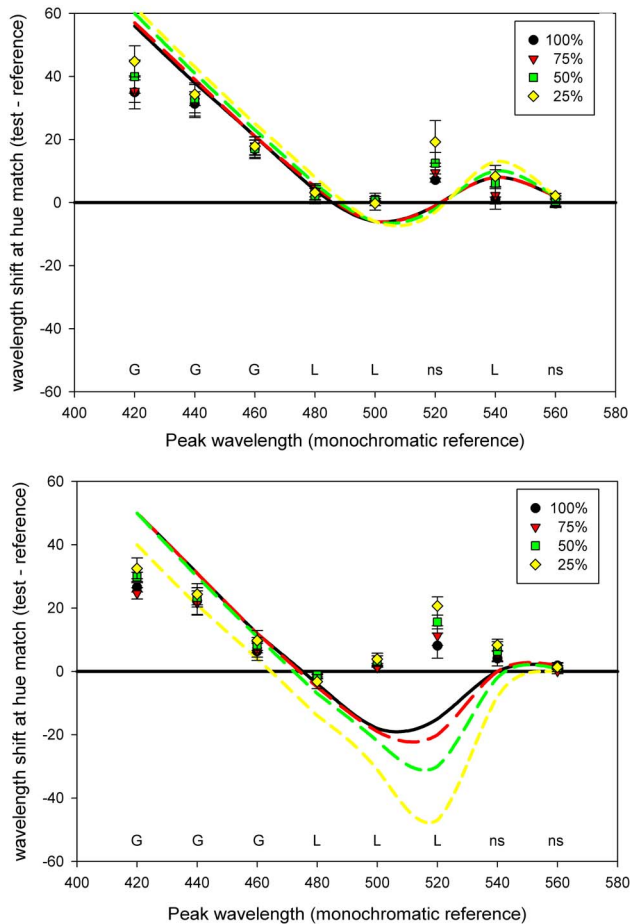 60
40
20
0
-20
-40
-60
wavelength shift at hue match (test - reference)
100%
75%
50%
25%
G G G L L ns L ns
400 420 440 460 480 500 520 540 560 580
Peak wavelength (monochromatic reference)
60
40
20
0
-20
-40
-60
wavelength shift at hue match (test - reference)
100%
75%
50%
25%
G G G L L L ns ns
400 420 440 460 480 500 520 540 560 580
Peak wavelength (monochromatic reference)